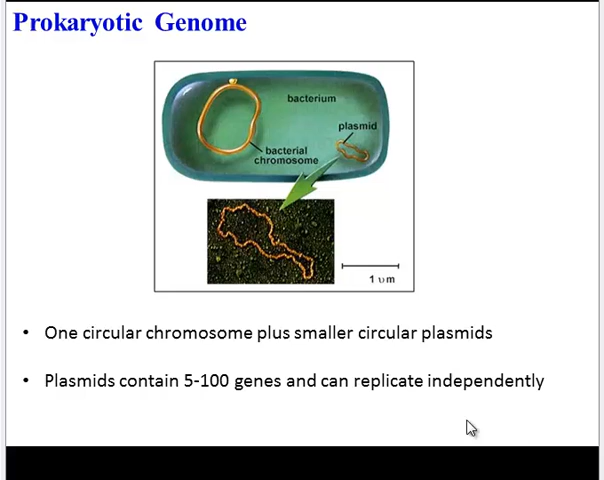 Prokaryotic Genome
bacterium
plasmid
bacterial
chromosome
1 υm
• One circular chromosome plus smaller circular plasmids
• Plasmids contain 5-100 genes and can replicate independently